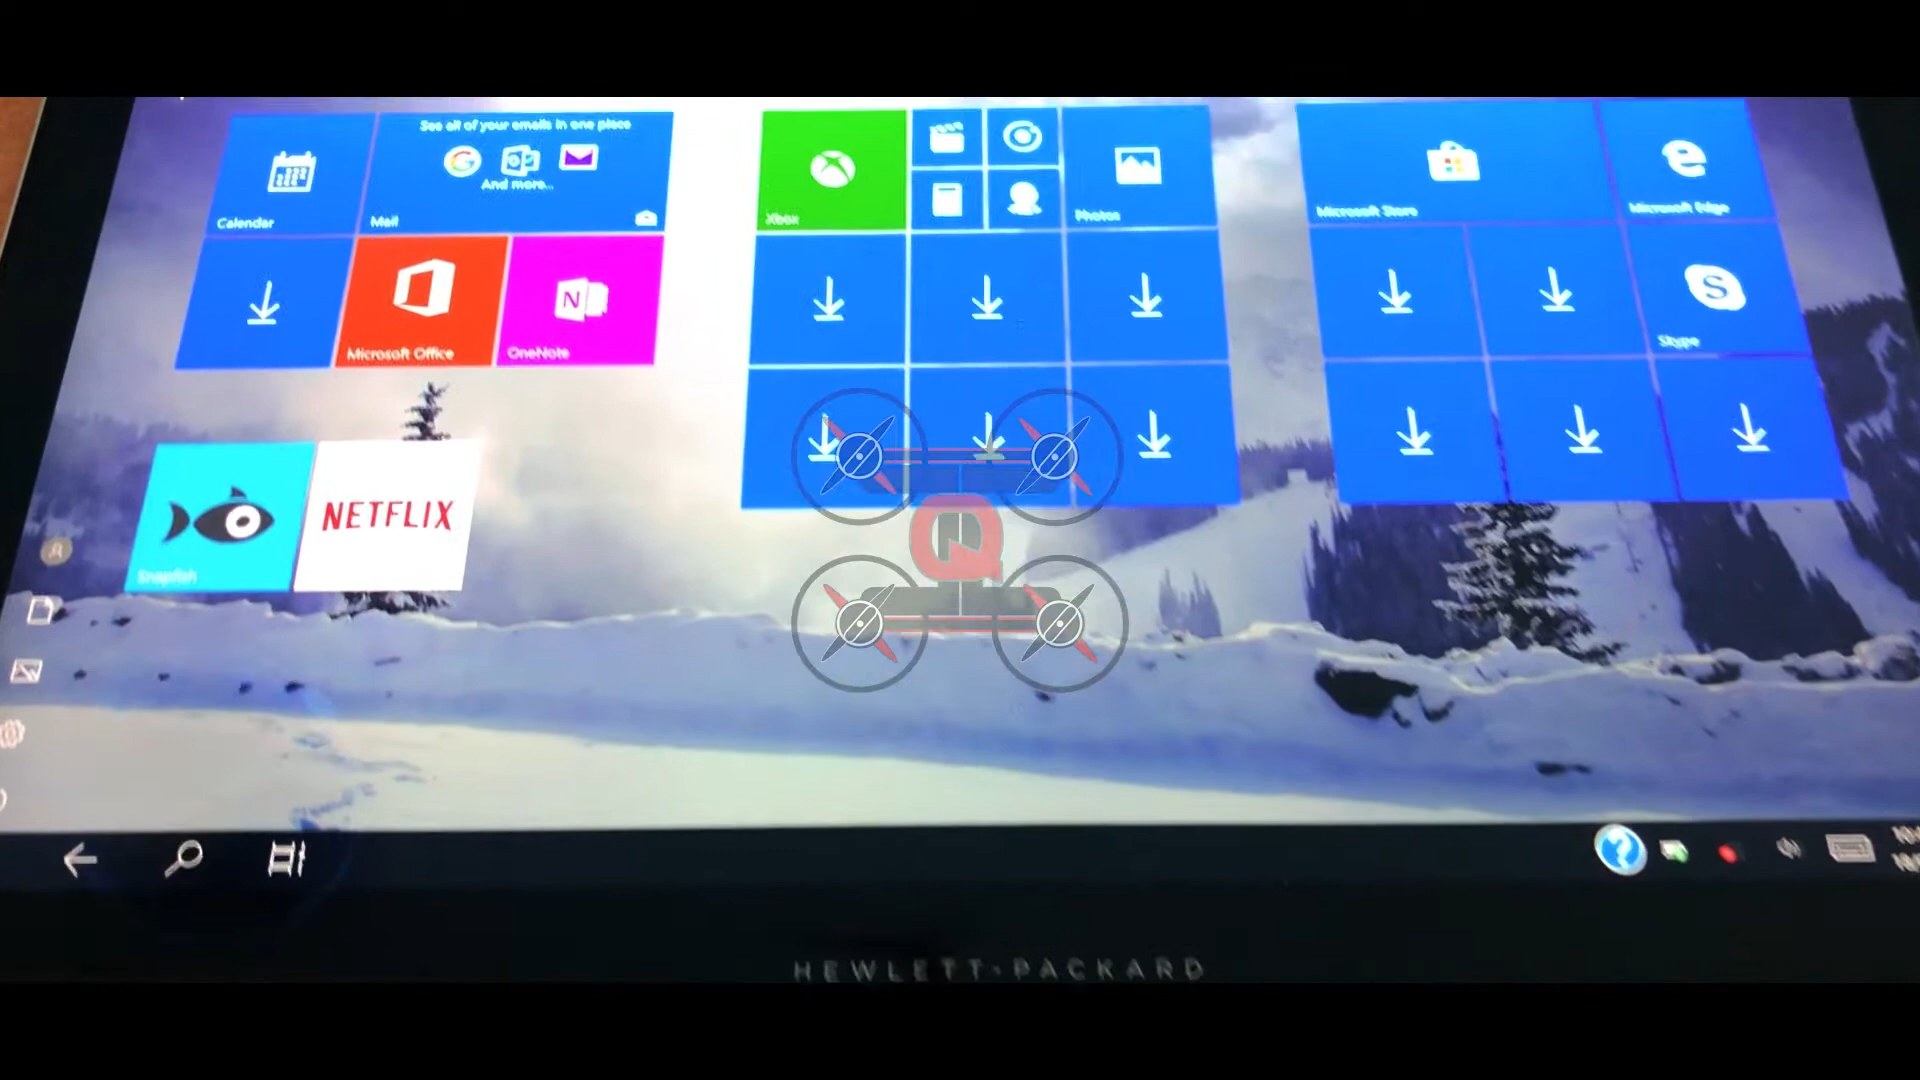 See all of your emails in one place
And more...
Calendar
Mail
Xbox
Photos
Microsoft Store
Microsoft Edge
Microsoft Office
OneNote
Skype
Snapfish
NETFLIX
HEWLETT-PACKARD